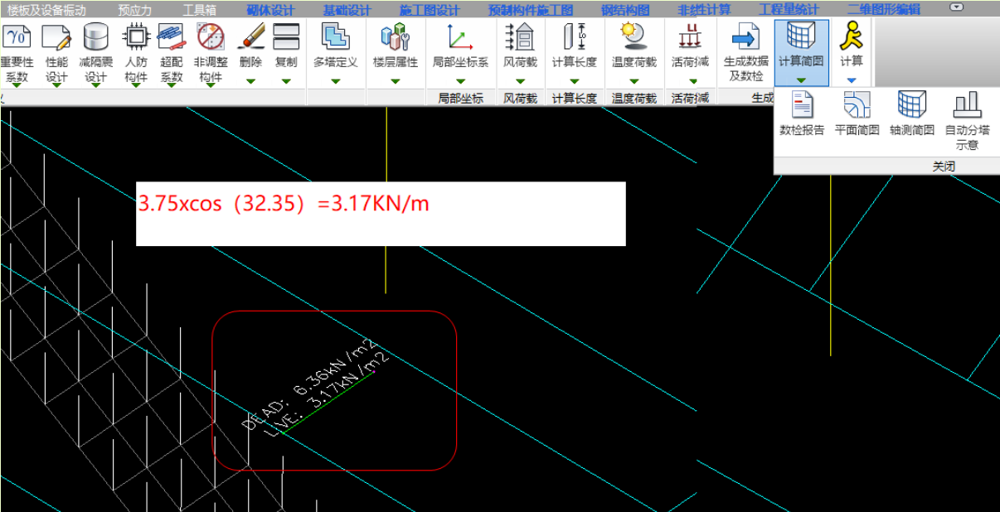 楼板及设备振动 预应力 工具箱 砌体设计 基础设计 施工图设计 预制构件施工图 钢结构图 非线性计算 工程量统计 二维图形编辑
重要性 性能 减隔震 人防 超配 非调整 删除 复制 多塔定义 楼层属性 局部坐标系 风荷载 计算长度 温度荷载 活荷折减 生成数据 计算简图 计算
系数 设计 设计 构件 系数 构件 及数检
局部坐标 风荷载 计算长度 温度荷载 活荷折减 生成
数检报告 平面简图 轴测简图 自动分塔
示意
关闭
3.75xcos（32.35）=3.17KN/m
DEAD: 6.36kN/m2
LIVE: 3.17kN/m2